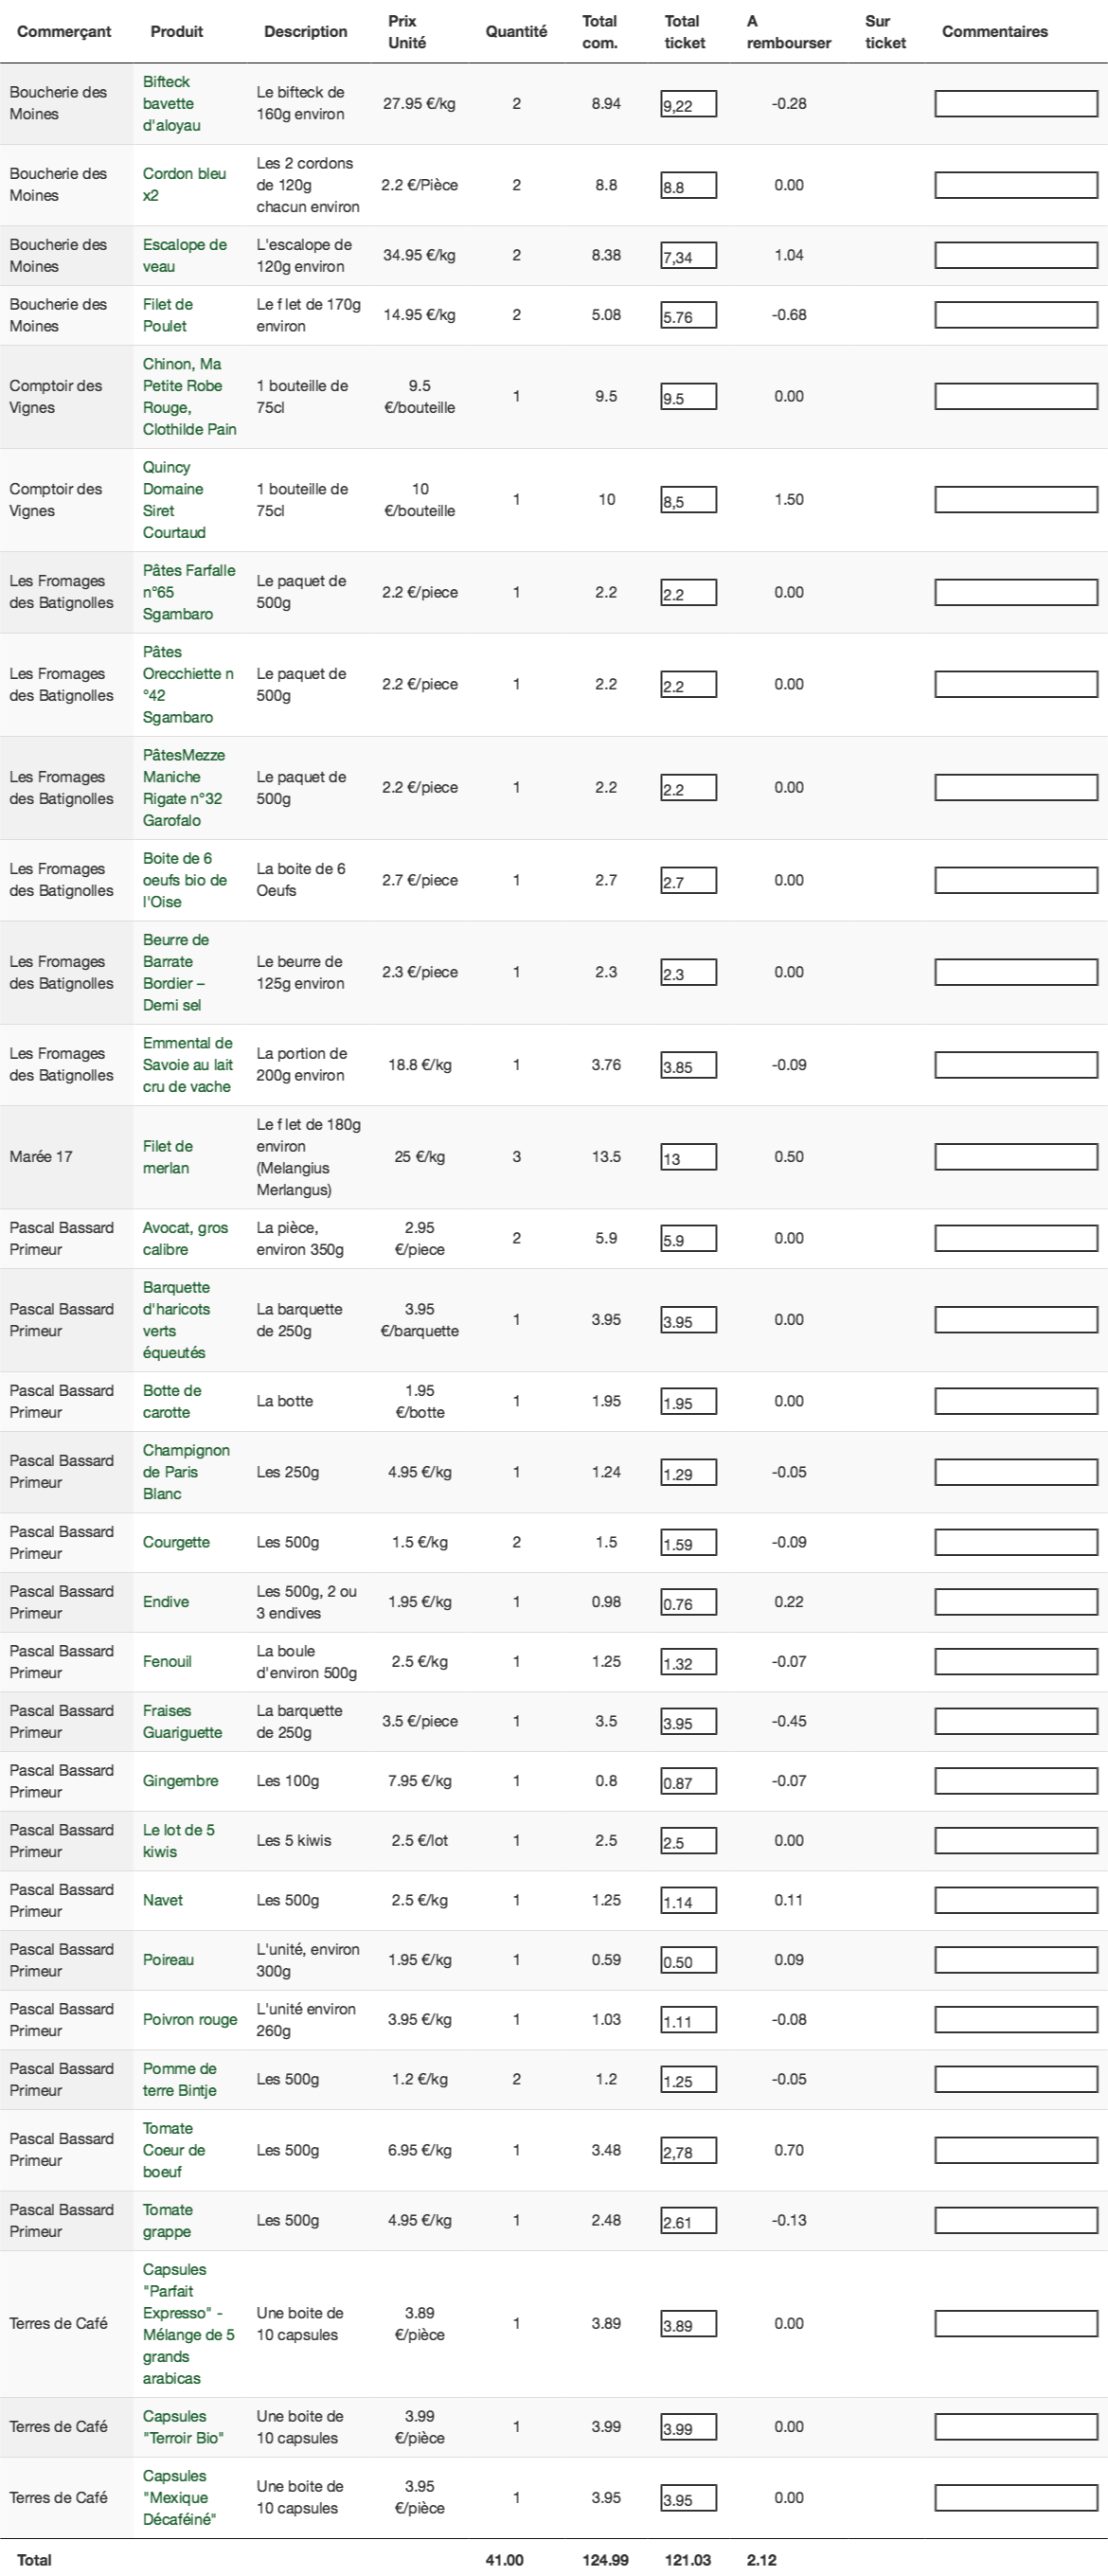 Commerçant Produit Description Prix Unité Quantité Total com. Total ticket A rembourser Sur ticket Commentaires
Boucherie des Moines Bifteck bavette d'aloyau Le bifteck de 160g environ 27.95 €/kg 2 8.94 9,22 -0.28
Boucherie des Moines Cordon bleu x2 Les 2 cordons de 120g chacun environ 2.2 €/Pièce 2 8.8 8.8 0.00
Boucherie des Moines Escalope de veau L'escalope de 120g environ 34.95 €/kg 2 8.38 7,34 1.04
Boucherie des Moines Filet de Poulet Le f let de 170g environ 14.95 €/kg 2 5.08 5.76 -0.68
Comptoir des Vignes Chinon, Ma Petite Robe Rouge, Clothilde Pain 1 bouteille de 75cl 9.5 €/bouteille 1 9.5 9.5 0.00
Comptoir des Vignes Quincy Domaine Siret Courtaud 1 bouteille de 75cl 10 €/bouteille 1 10 8,5 1.50
Les Fromages des Batignolles Pâtes Farfalle n°65 Sgambaro Le paquet de 500g 2.2 €/piece 1 2.2 2.2 0.00
Les Fromages des Batignolles Pâtes Orecchiette n °42 Sgambaro Le paquet de 500g 2.2 €/piece 1 2.2 2.2 0.00
Les Fromages des Batignolles PâtesMezze Maniche Rigate n°32 Garofalo Le paquet de 500g 2.2 €/piece 1 2.2 2.2 0.00
Les Fromages des Batignolles Boite de 6 oeufs bio de l'Oise La boite de 6 Oeufs 2.7 €/piece 1 2.7 2.7 0.00
Les Fromages des Batignolles Beurre de Barrate Bordier – Demi sel Le beurre de 125g environ 2.3 €/piece 1 2.3 2.3 0.00
Les Fromages des Batignolles Emmental de Savoie au lait cru de vache La portion de 200g environ 18.8 €/kg 1 3.76 3.85 -0.09
Marée 17 Filet de merlan Le f let de 180g environ (Melangius Merlangus) 25 €/kg 3 13.5 13 0.50
Pascal Bassard Primeur Avocat, gros calibre La pièce, environ 350g 2.95 €/piece 2 5.9 5.9 0.00
Pascal Bassard Primeur Barquette d'haricots verts équeutés La barquette de 250g 3.95 €/barquette 1 3.95 3.95 0.00
Pascal Bassard Primeur Botte de carotte La botte 1.95 €/botte 1 1.95 1.95 0.00
Pascal Bassard Primeur Champignon de Paris Blanc Les 250g 4.95 €/kg 1 1.24 1.29 -0.05
Pascal Bassard Primeur Courgette Les 500g 1.5 €/kg 2 1.5 1.59 -0.09
Pascal Bassard Primeur Endive Les 500g, 2 ou 3 endives 1.95 €/kg 1 0.98 0.76 0.22
Pascal Bassard Primeur Fenouil La boule d'environ 500g 2.5 €/kg 1 1.25 1.32 -0.07
Pascal Bassard Primeur Fraises Guariguette La barquette de 250g 3.5 €/piece 1 3.5 3.95 -0.45
Pascal Bassard Primeur Gingembre Les 100g 7.95 €/kg 1 0.8 0.87 -0.07
Pascal Bassard Primeur Le lot de 5 kiwis Les 5 kiwis 2.5 €/lot 1 2.5 2.5 0.00
Pascal Bassard Primeur Navet Les 500g 2.5 €/kg 1 1.25 1.14 0.11
Pascal Bassard Primeur Poireau L'unité, environ 300g 1.95 €/kg 1 0.59 0.50 0.09
Pascal Bassard Primeur Poivron rouge L'unité environ 260g 3.95 €/kg 1 1.03 1.11 -0.08
Pascal Bassard Primeur Pomme de terre Bintje Les 500g 1.2 €/kg 2 1.2 1.25 -0.05
Pascal Bassard Primeur Tomate Coeur de boeuf Les 500g 6.95 €/kg 1 3.48 2,78 0.70
Pascal Bassard Primeur Tomate grappe Les 500g 4.95 €/kg 1 2.48 2.61 -0.13
Terres de Café Capsules "Parfait Expresso" - Mélange de 5 grands arabicas Une boite de 10 capsules 3.89 €/pièce 1 3.89 3.89 0.00
Terres de Café Capsules "Terroir Bio" Une boite de 10 capsules 3.99 €/pièce 1 3.99 3.99 0.00
Terres de Café Capsules "Mexique Décaféiné" Une boite de 10 capsules 3.95 €/pièce 1 3.95 3.95 0.00
Total 41.00 124.99 121.03 2.12